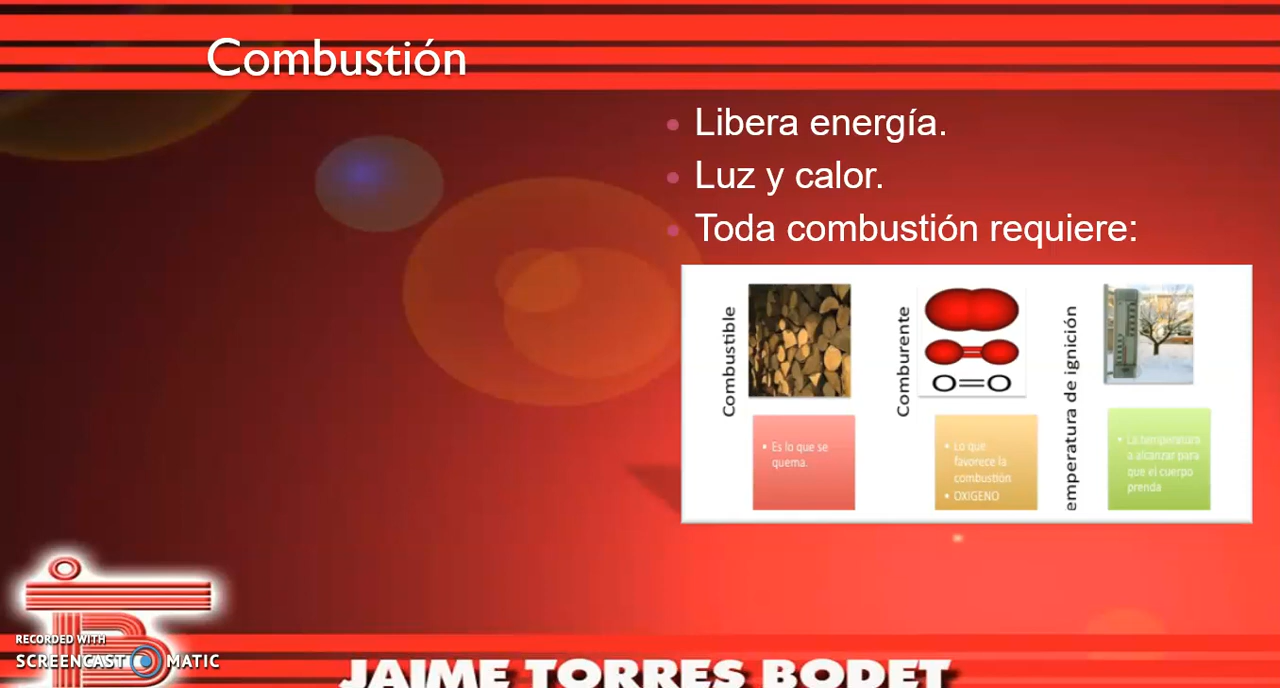 Combustión
Libera energía.
Luz y calor.
Toda combustión requiere:
Combustible
Es lo que se
quema.
Comburente
O=O
Lo que
favorece la
combustión
OXIGENO
emperatura de ignición
La temperatura
a alcanzar para
que el cuerpo
prenda
RECORDED WITH
SCREENCAST MATIC
JAIME TORRES BODET